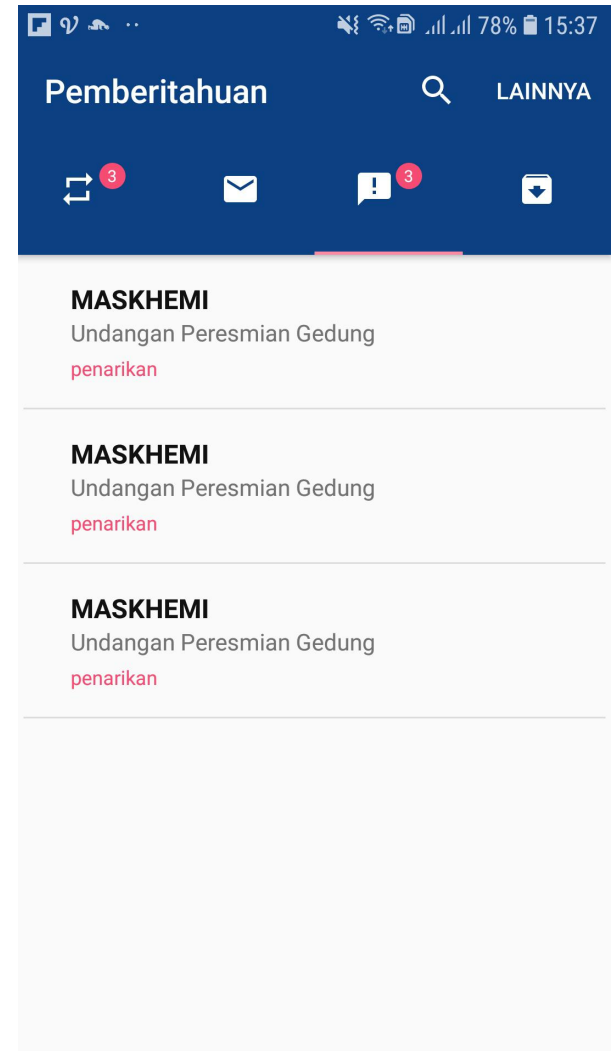 78% 15:37
Pemberitahuan LAINNYA
3 3
MASKHEMI
Undangan Peresmian Gedung
penarikan
MASKHEMI
Undangan Peresmian Gedung
penarikan
MASKHEMI
Undangan Peresmian Gedung
penarikan